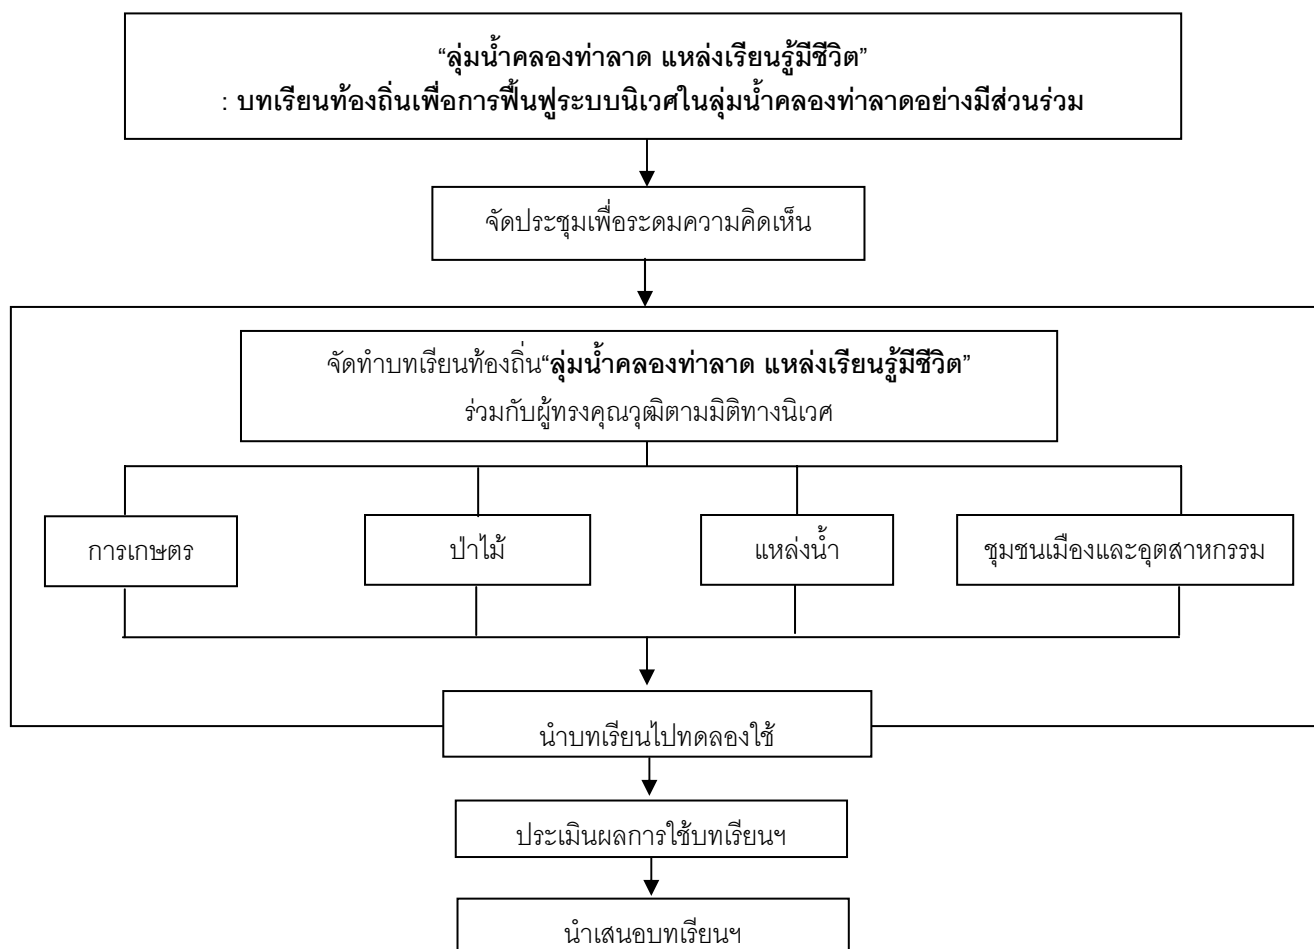 “ลุ่มน้ำคลองท่าลาด แหล่งเรียนรู้มีชีวิต”
: บทเรียนท้องถิ่นเพื่อการฟื้นฟูระบบนิเวศในลุ่มน้ำคลองท่าลาดอย่างมีส่วนร่วม
จัดประชุมเพื่อระดมความคิดเห็น
จัดทำบทเรียนท้องถิ่น“ลุ่มน้ำคลองท่าลาด แหล่งเรียนรู้มีชีวิต”
ร่วมกับผู้ทรงคุณวุฒิตามมิติทางนิเวศ
การเกษตร
ป่าไม้
แหล่งน้ำ
ชุมชนเมืองและอุตสาหกรรม
นำบทเรียนไปทดลองใช้
ประเมินผลการใช้บทเรียนฯ
นำเสนอบทเรียนฯ